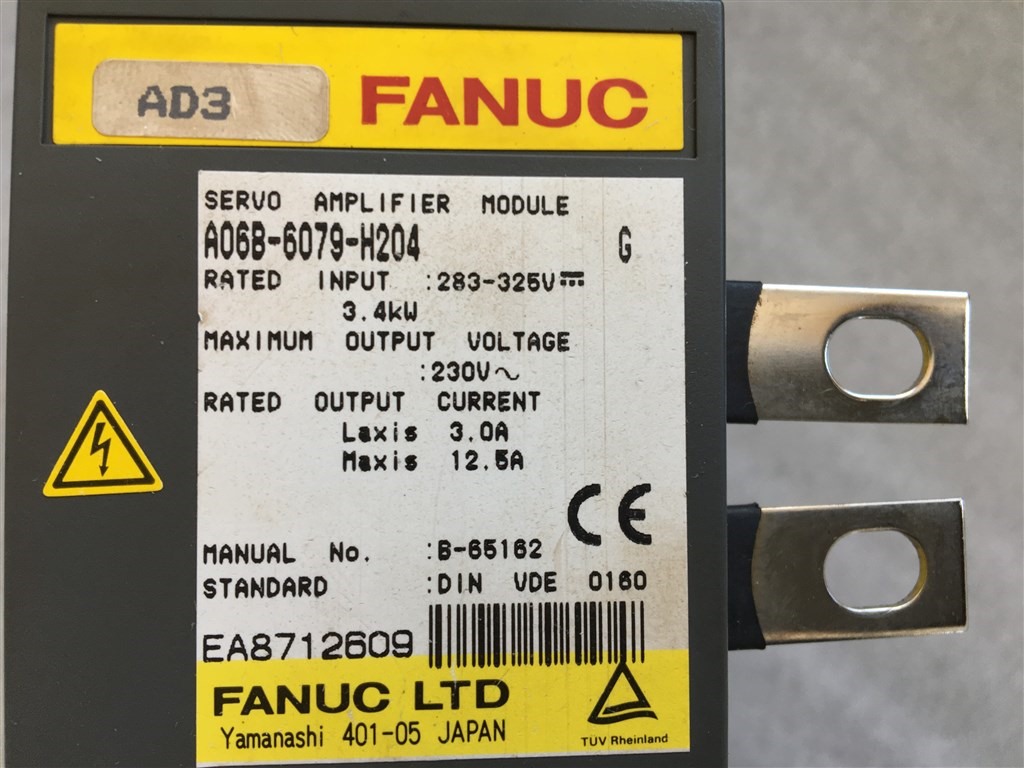 AD3
FANUC
SERVO AMPLIFIER MODULE
A06B-6079-H204 G
RATED INPUT :283-325V⎓
3.4kW
MAXIMUM OUTPUT VOLTAGE
:230V～
RATED OUTPUT CURRENT
Laxis 3.0A
Maxis 12.5A
CE
MANUAL No. :B-65162
STANDARD :DIN VDE 0160
EA8712609
FANUC LTD
Yamanashi 401-05 JAPAN
TÜV Rheinland